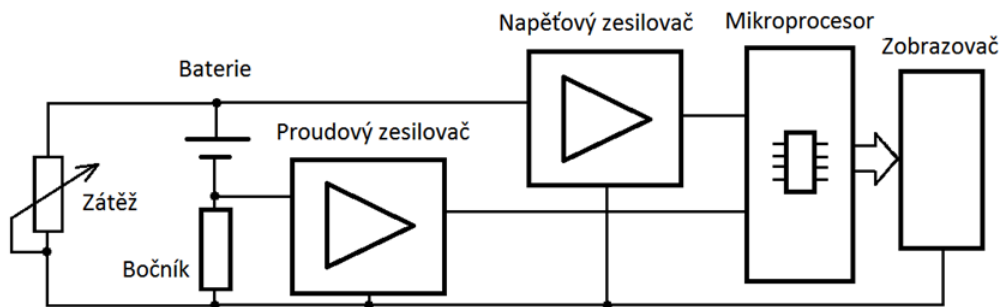 Napěťový zesilovač
Mikroprocesor
Zobrazovač
Baterie
Proudový zesilovač
Zátěž
Bočník